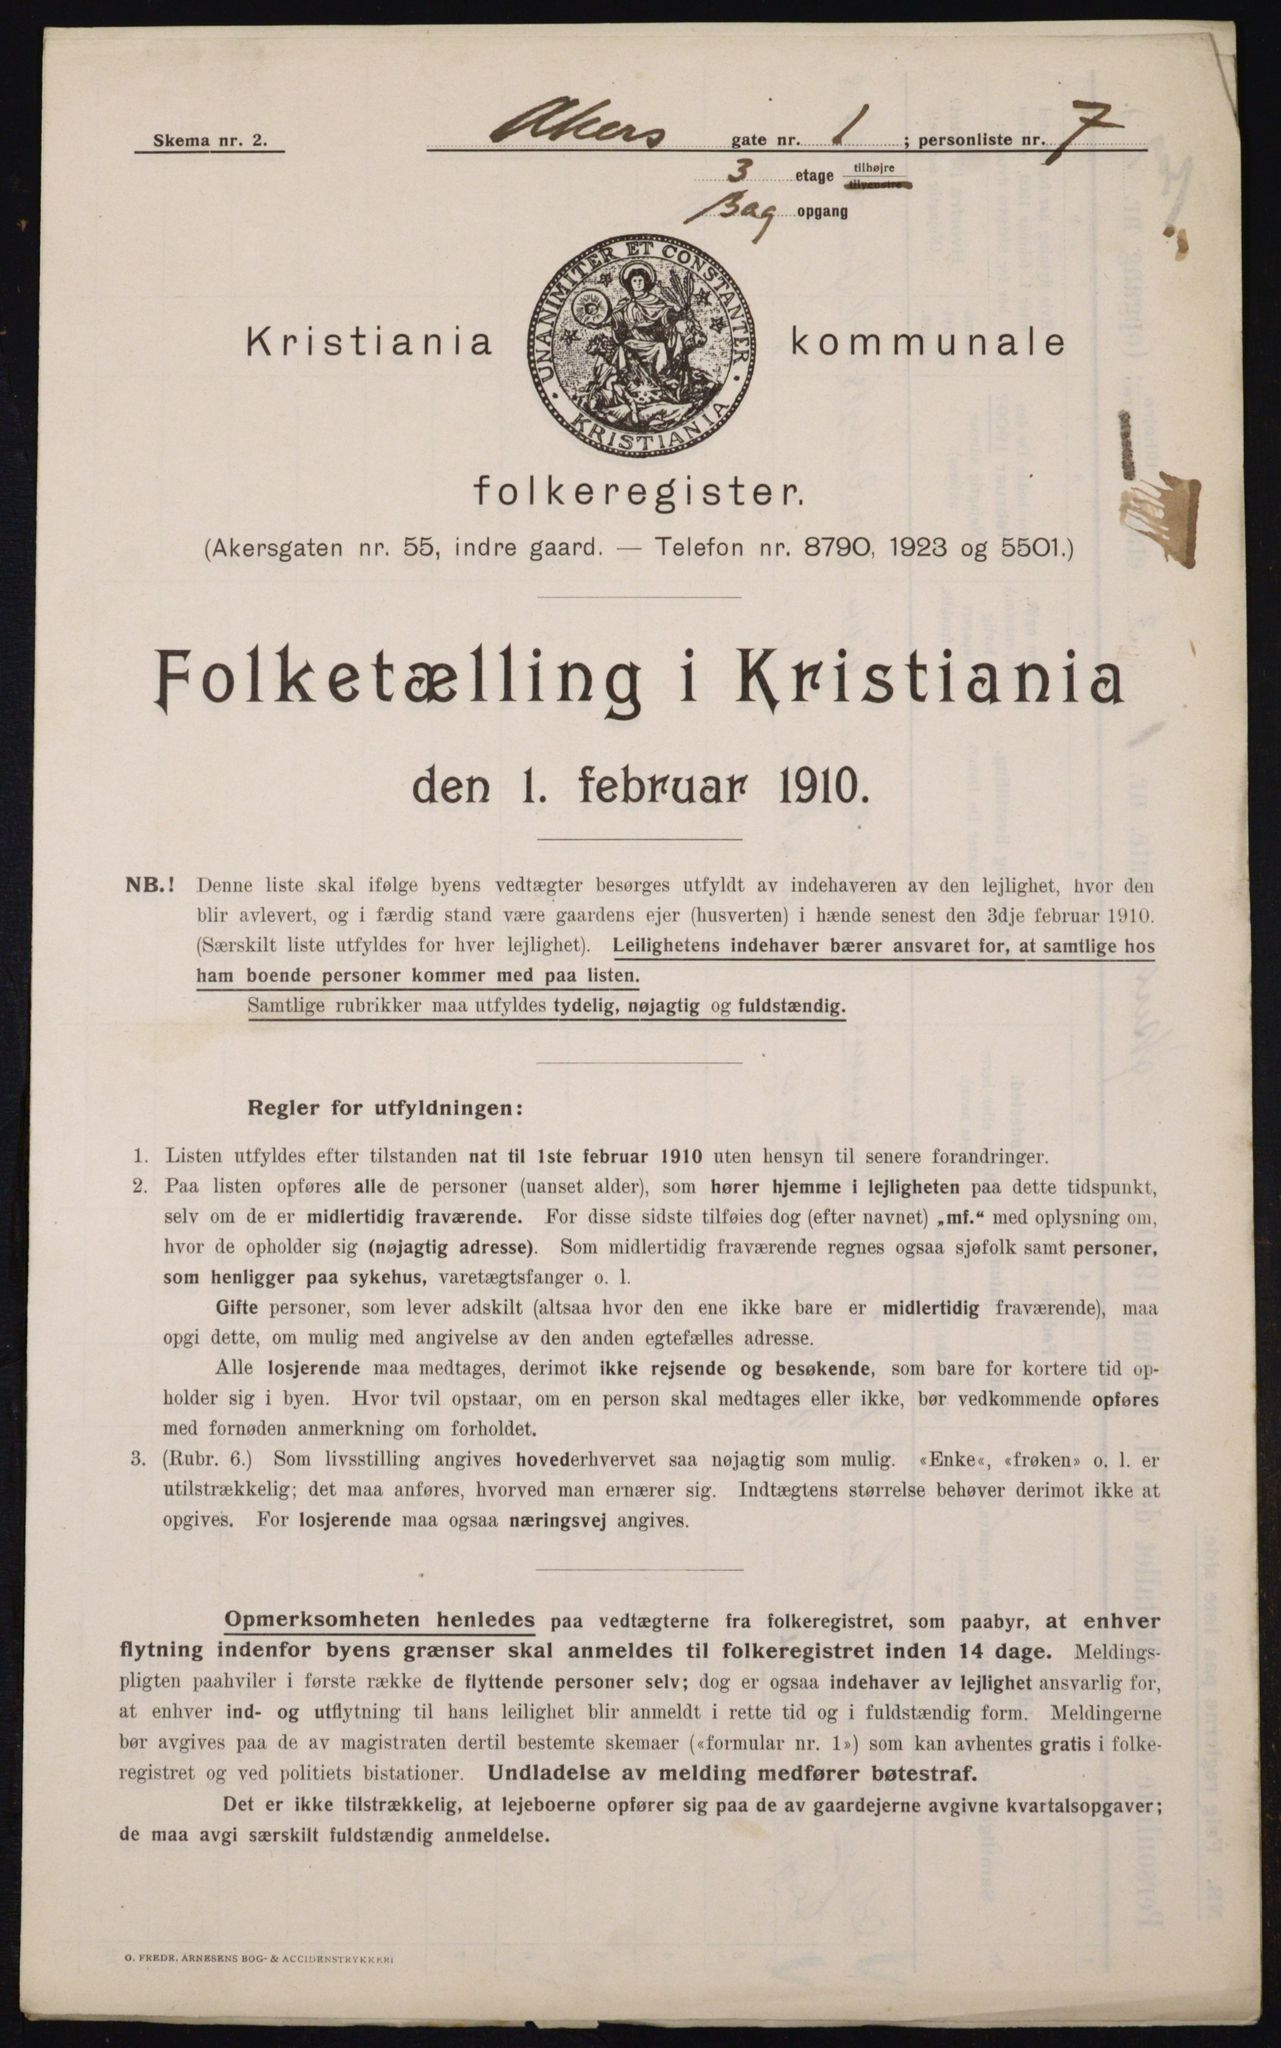 Skema nr. 2.
Akers gate nr. 1 ; personliste nr. 7
3 etage tilhøjre
tilvenstre
Bag opgang
UNANIMITER ET CONSTANTER
KRISTIANIA
Kristiania kommunale
folkeregister.
(Akersgaten nr. 55, indre gaard. — Telefon nr. 8790, 1923 og 5501.)
Folketælling i Kristiania
den 1. februar 1910.
NB.! Denne liste skal ifølge byens vedtægter besørges utfyldt av indehaveren av den lejlighet, hvor den
blir avlevert, og i færdig stand være gaardens ejer (husverten) i hænde senest den 3dje februar 1910.
(Særskilt liste utfyldes for hver lejlighet). Leilighetens indehaver bærer ansvaret for, at samtlige hos
ham boende personer kommer med paa listen.
Samtlige rubrikker maa utfyldes tydelig, nøjagtig og fuldstændig.
Regler for utfyldningen:
1. Listen utfyldes efter tilstanden nat til 1ste februar 1910 uten hensyn til senere forandringer.
2. Paa listen opføres alle de personer (uanset alder), som hører hjemme i lejligheten paa dette tidspunkt,
selv om de er midlertidig fraværende. For disse sidste tilføies dog (efter navnet) „mf.“ med oplysning om,
hvor de opholder sig (nøjagtig adresse). Som midlertidig fraværende regnes ogsaa sjøfolk samt personer,
som henligger paa sykehus, varetægtsfanger o. l.
Gifte personer, som lever adskilt (altsaa hvor den ene ikke bare er midlertidig fraværende), maa
opgi dette, om mulig med angivelse av den anden egtefælles adresse.
Alle losjerende maa medtages, derimot ikke rejsende og besøkende, som bare for kortere tid op-
holder sig i byen. Hvor tvil opstaar, om en person skal medtages eller ikke, bør vedkommende opføres
med fornøden anmerkning om forholdet.
3. (Rubr. 6.) Som livsstilling angives hovederhvervet saa nøjagtig som mulig. «Enke«, «frøken» o. l. er
utilstrækkelig; det maa anføres, hvorved man ernærer sig. Indtægtens størrelse behøver derimot ikke at
opgives. For losjerende maa ogsaa næringsvej angives.
Opmerksomheten henledes paa vedtægterne fra folkeregistret, som paabyr, at enhver
flytning indenfor byens grænser skal anmeldes til folkeregistret inden 14 dage. Meldings-
pligten paahviler i første række de flyttende personer selv; dog er ogsaa indehaver av lejlighet ansvarlig for,
at enhver ind- og utflytning til hans leilighet blir anmeldt i rette tid og i fuldstændig form. Meldingerne
bør avgives paa de av magistraten dertil bestemte skemaer («formular nr. 1») som kan avhentes gratis i folke-
registret og ved politiets bistationer. Undladelse av melding medfører bøtestraf.
Det er ikke tilstrækkelig, at lejeboerne opfører sig paa de av gaardejerne avgivne kvartalsopgaver;
de maa avgi særskilt fuldstændig anmeldelse.
O. FREDR. ARNESENS BOG- & ACCIDENSTRYKKERI